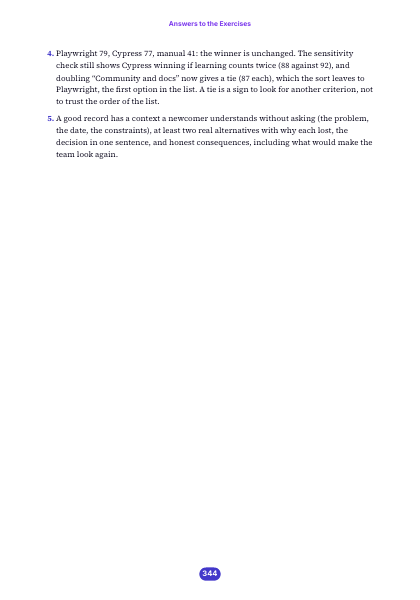 Answers to the Exercises
4. Playwright 79, Cypress 77, manual 41: the winner is unchanged. The sensitivity
check still shows Cypress winning if learning counts twice (88 against 92), and
doubling “Community and docs” now gives a tie (87 each), which the sort leaves to
Playwright, the first option in the list. A tie is a sign to look for another criterion, not
to trust the order of the list.
5. A good record has a context a newcomer understands without asking (the problem,
the date, the constraints), at least two real alternatives with why each lost, the
decision in one sentence, and honest consequences, including what would make the
team look again.
344